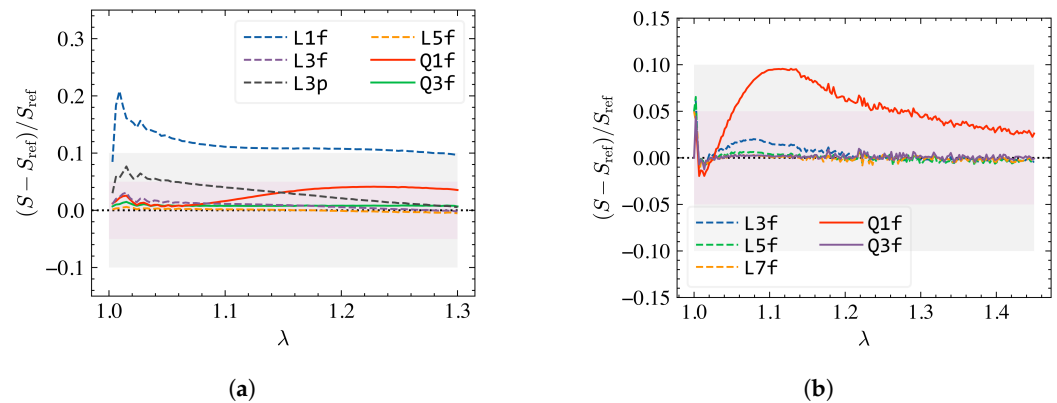 0.3
0.2
0.1
0.0
−0.1
(S − S_ref)/S_ref
L1f
L3f
L3p
L5f
Q1f
Q3f
1.0 1.1 1.2 1.3
λ
(a)
0.15
0.10
0.05
0.00
−0.05
−0.10
−0.15
(S − S_ref)/S_ref
L3f
L5f
L7f
Q1f
Q3f
1.0 1.1 1.2 1.3 1.4
λ
(b)